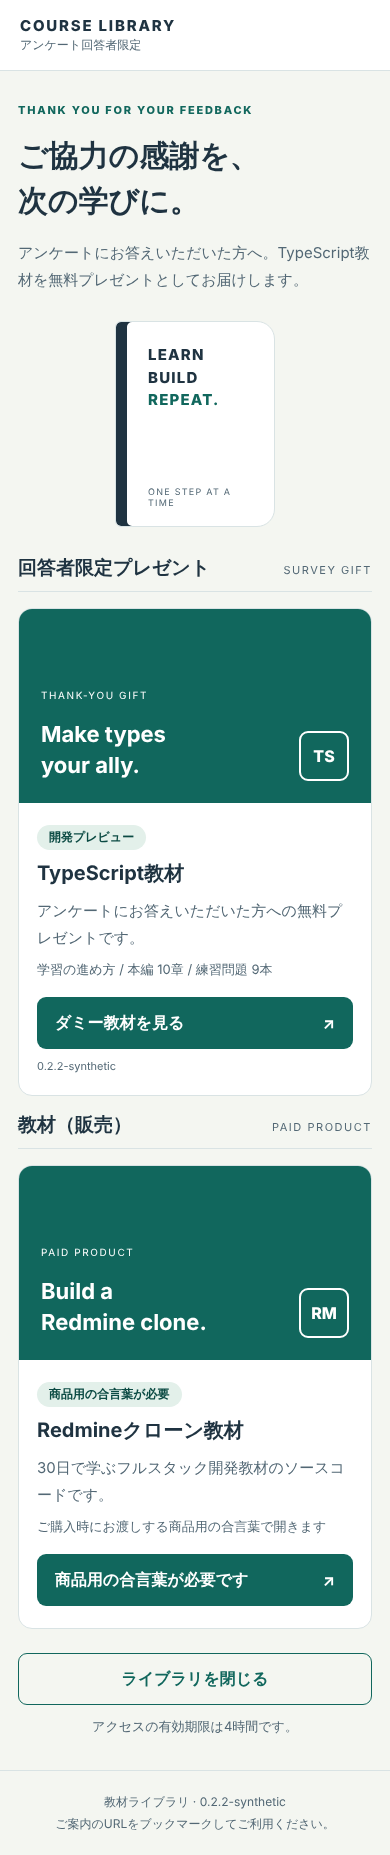 COURSE LIBRARY
アンケート回答者限定
THANK YOU FOR YOUR FEEDBACK
ご協力の感謝を、
次の学びに。
アンケートにお答えいただいた方へ。TypeScript教
材を無料プレゼントとしてお届けします。
LEARN
BUILD
REPEAT.
ONE STEP AT A
TIME
回答者限定プレゼント
SURVEY GIFT
THANK-YOU GIFT
Make types
your ally.
TS
開発プレビュー
TypeScript教材
アンケートにお答えいただいた方への無料プ
レゼントです。
学習の進め方 / 本編 10章 / 練習問題 9本
ダミー教材を見る ↗
0.2.2-synthetic
教材（販売）
PAID PRODUCT
PAID PRODUCT
Build a
Redmine clone.
RM
商品用の合言葉が必要
Redmineクローン教材
30日で学ぶフルスタック開発教材のソースコ
ードです。
ご購入時にお渡しする商品用の合言葉で開きます
商品用の合言葉が必要です ↗
ライブラリを閉じる
アクセスの有効期限は4時間です。
教材ライブラリ · 0.2.2-synthetic
ご案内のURLをブックマークしてご利用ください。